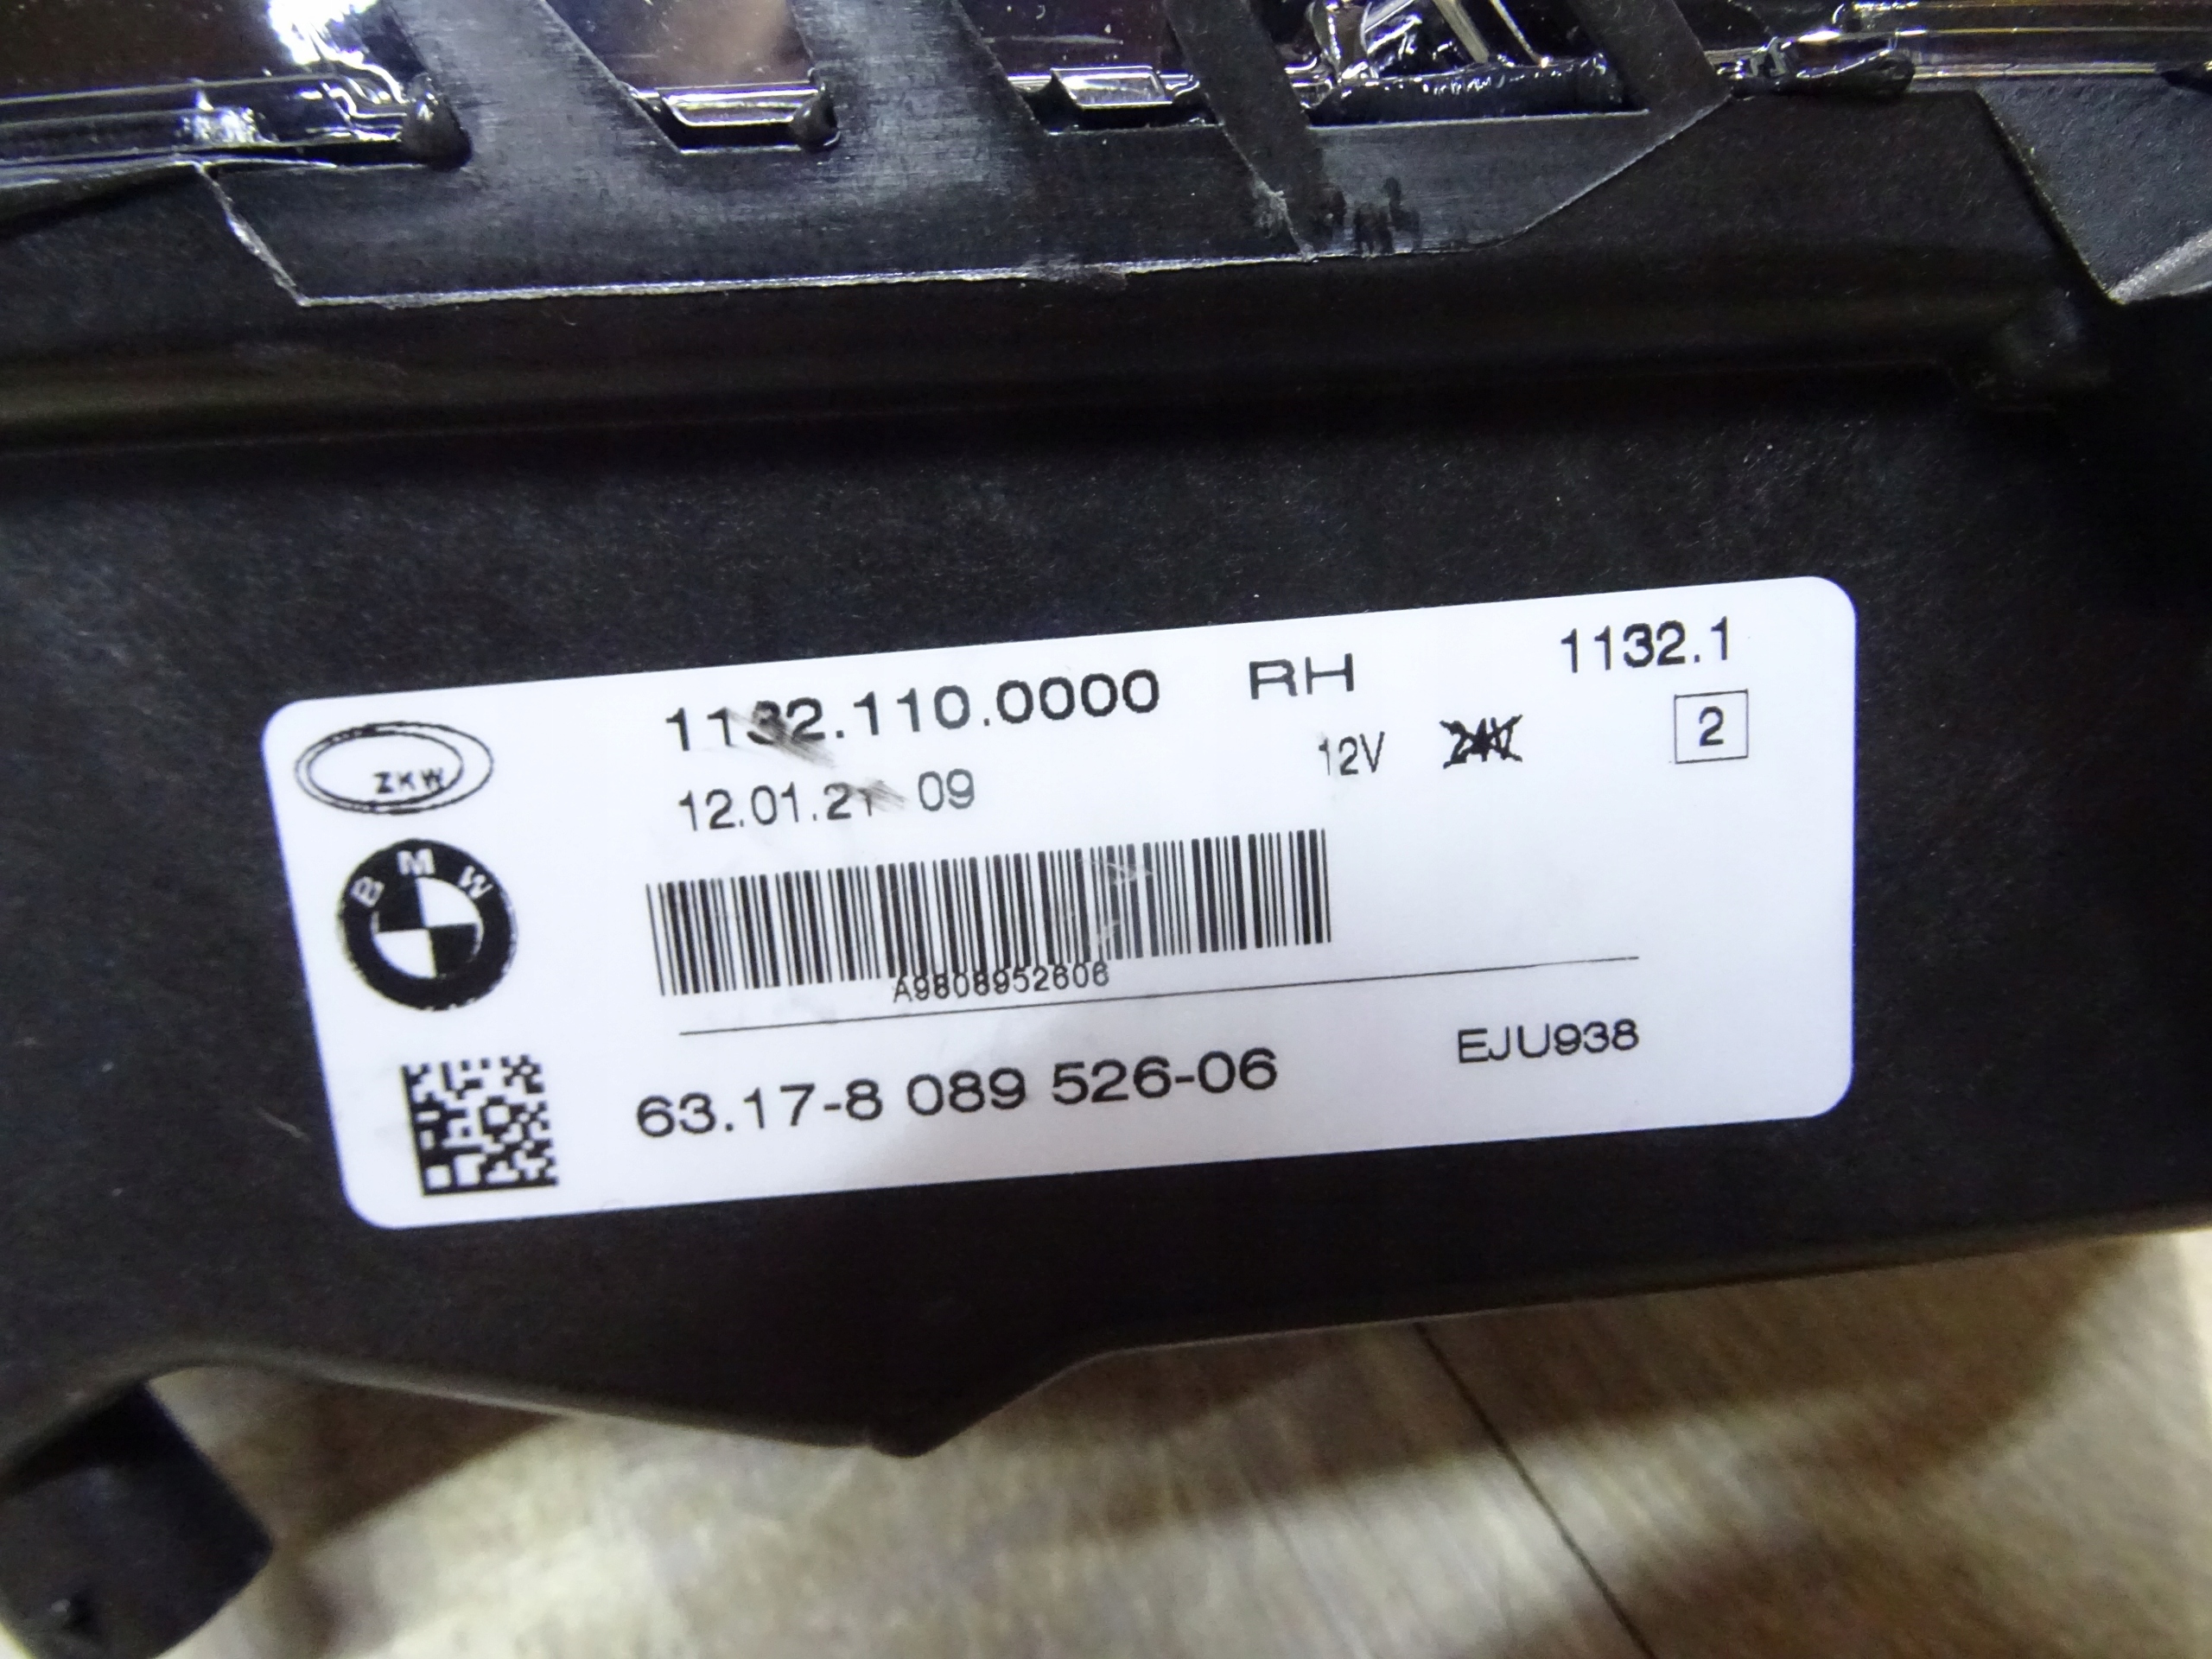 1132.110.0000 RH 1132.1
ZKW
12.01.21 09 12V 2
BMW
A9808952606
63.17-8 089 526-06 EJU938